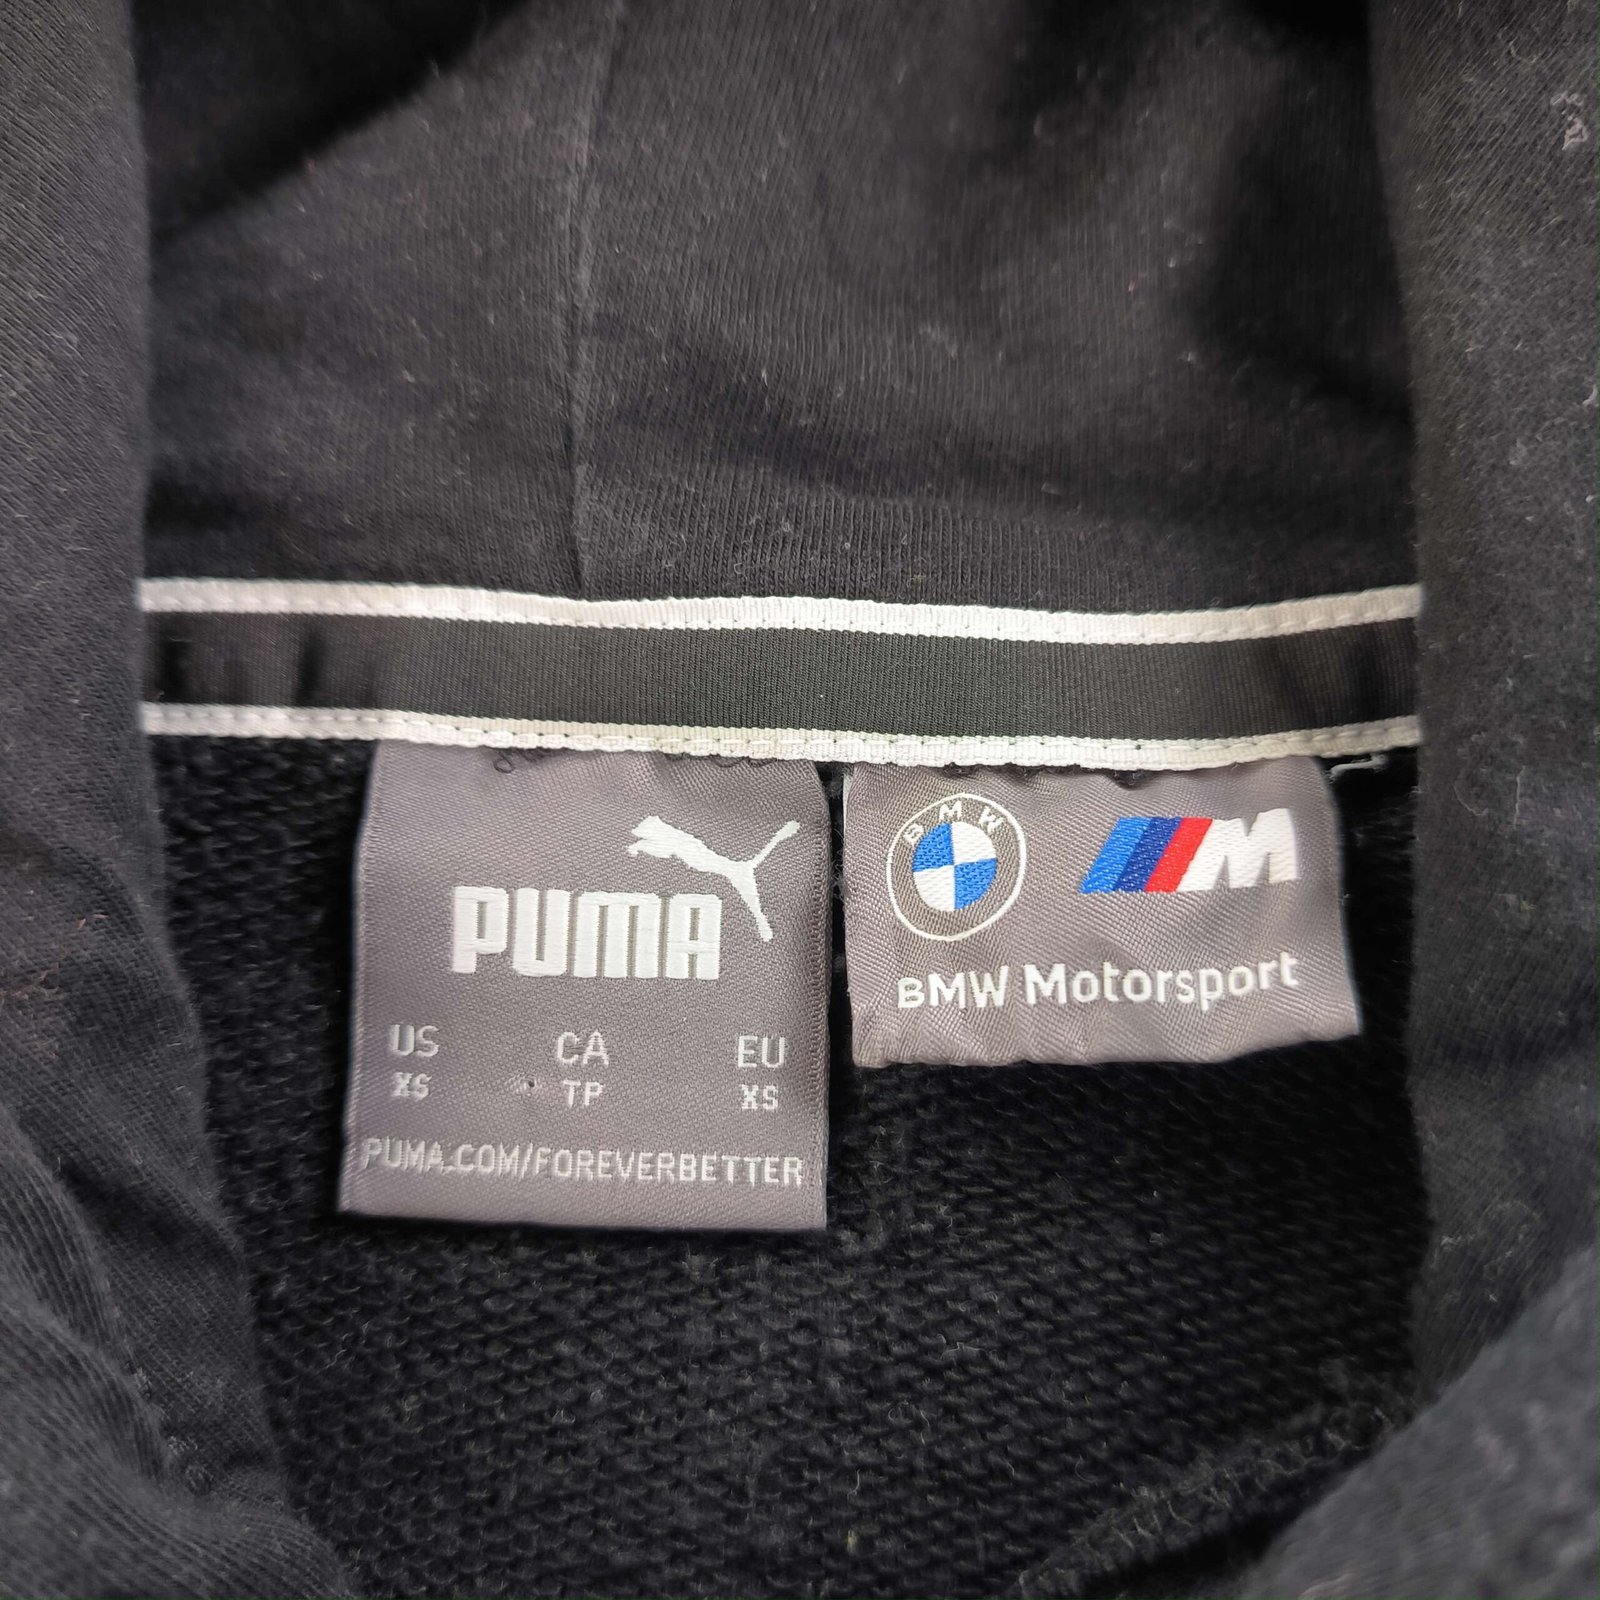 PUMA
US CA EU
XS TP XS
PUMA.COM/FOREVERBETTER
BMW
M
BMW Motorsport